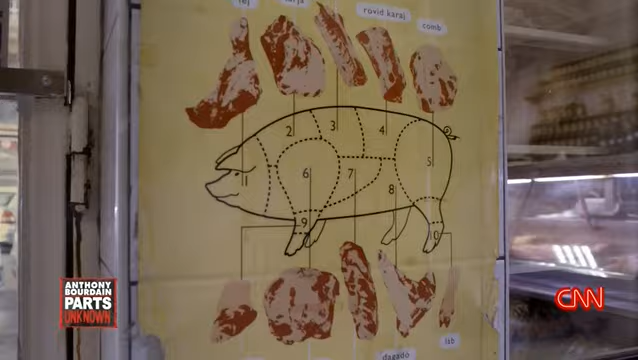 fej
tarja
rövid karaj
comb
1
2
3
4
5
6
7
8
9
10
dagadó
láb
ANTHONY
BOURDAIN
PARTS
UNKNOWN
CNN